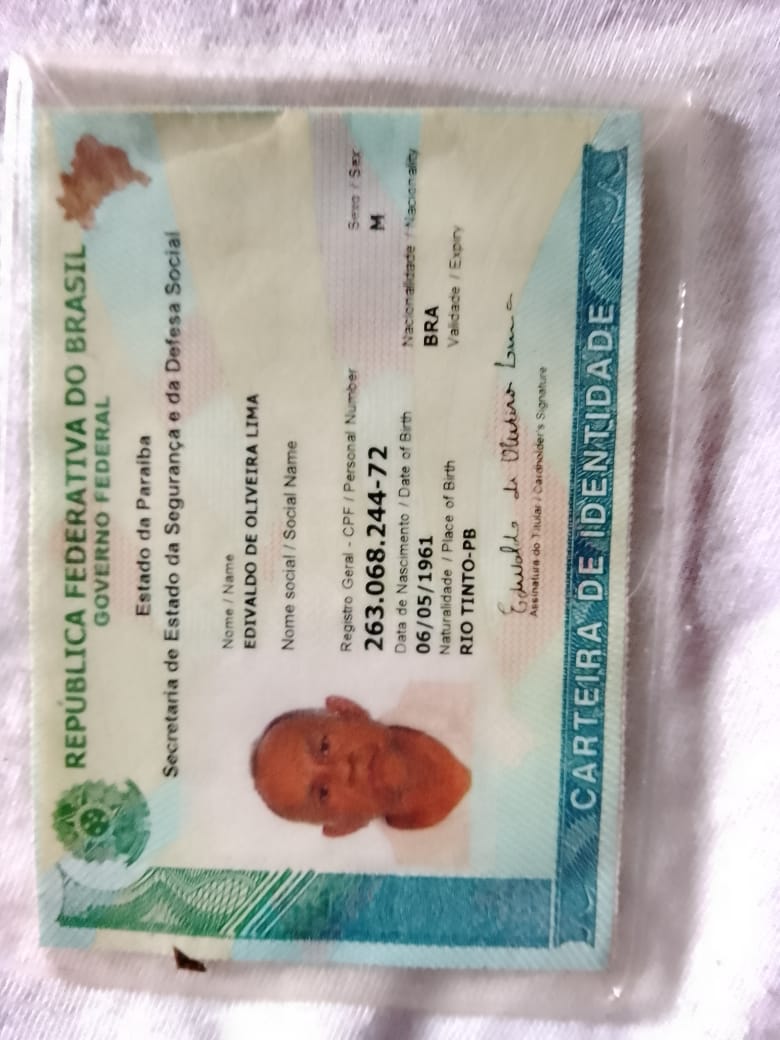 REPÚBLICA FEDERATIVA DO BRASIL
GOVERNO FEDERAL
Estado da Paraíba
Secretaria de Estado da Segurança e da Defesa Social
Nome / Name
EDIVALDO DE OLIVEIRA LIMA
Nome social / Social Name
Registro Geral - CPF / Personal Number
Sexo / Sex
263.068.244-72
M
Data de Nascimento / Date of Birth
Nacionalidade / Nacionality
06/05/1961
BRA
Naturalidade / Place of Birth
Validade / Expiry
RIO TINTO-PB
Edivaldo de Oliveira Lima
Assinatura do Titular / Cardholder's Signature
CARTEIRA DE IDENTIDADE